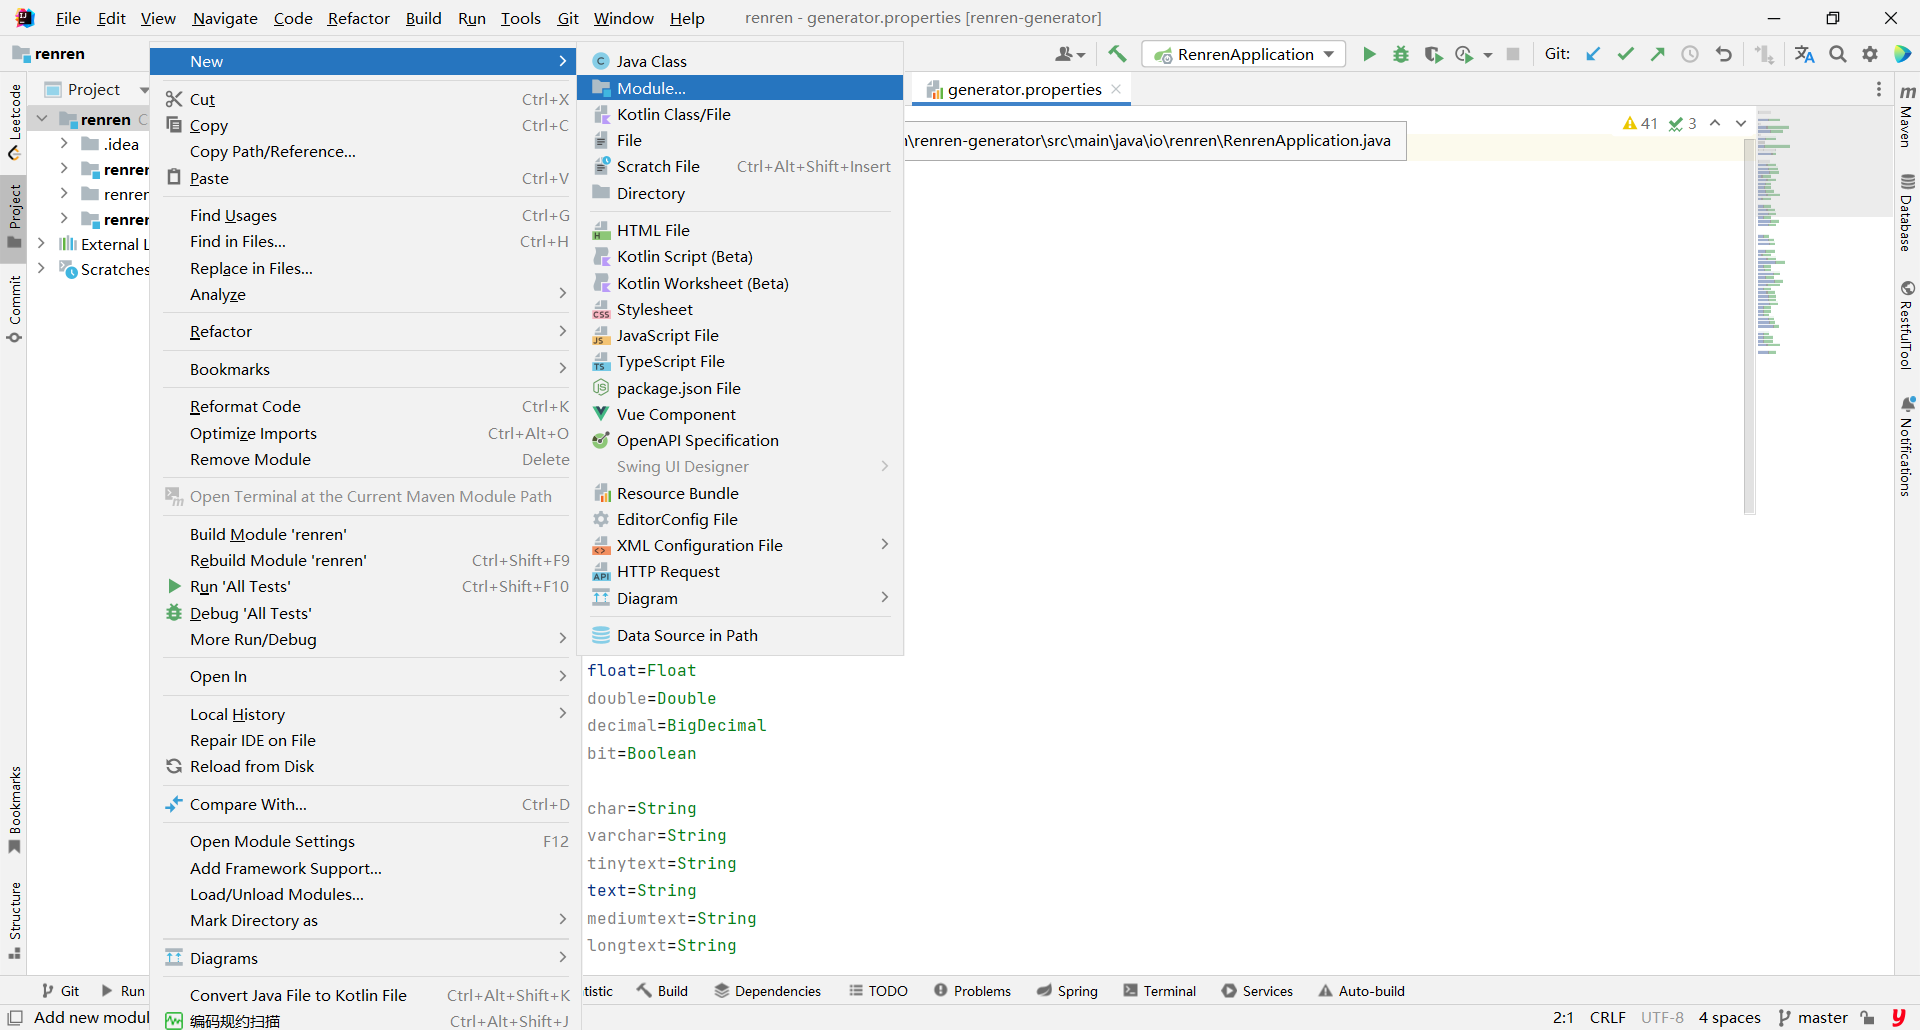 File Edit View Navigate Code Refactor Build Run Tools Git Window Help renren - generator.properties [renren-generator]
renren
RenrenApplication
Git:
Project
generator.properties
renren C
.idea
renren
renren
renren
External L
Scratches
New
Cut Ctrl+X
Copy Ctrl+C
Copy Path/Reference...
Paste Ctrl+V
Find Usages Ctrl+G
Find in Files... Ctrl+H
Replace in Files...
Analyze
Refactor
Bookmarks
Reformat Code Ctrl+K
Optimize Imports Ctrl+Alt+O
Remove Module Delete
Open Terminal at the Current Maven Module Path
Build Module 'renren'
Rebuild Module 'renren' Ctrl+Shift+F9
Run 'All Tests' Ctrl+Shift+F10
Debug 'All Tests'
More Run/Debug
Open In
Local History
Repair IDE on File
Reload from Disk
Compare With... Ctrl+D
Open Module Settings F12
Add Framework Support...
Load/Unload Modules...
Mark Directory as
Diagrams
Convert Java File to Kotlin File Ctrl+Alt+Shift+K
编码规约扫描 Ctrl+Alt+Shift+J
Java Class
Module...
Kotlin Class/File
File
Scratch File Ctrl+Alt+Shift+Insert
Directory
HTML File
Kotlin Script (Beta)
Kotlin Worksheet (Beta)
Stylesheet
JavaScript File
TypeScript File
package.json File
Vue Component
OpenAPI Specification
Swing UI Designer
Resource Bundle
EditorConfig File
XML Configuration File
HTTP Request
Diagram
Data Source in Path
41 3
\renren-generator\src\main\java\io\renren\RenrenApplication.java
float=Float
double=Double
decimal=BigDecimal
bit=Boolean
char=String
varchar=String
tinytext=String
text=String
mediumtext=String
longtext=String
Leetcode
Project
Commit
Bookmarks
Structure
Maven
Database
RestfulTool
Notifications
Git Run tistic Build Dependencies TODO Problems Spring Terminal Services Auto-build
Add new modul
2:1 CRLF UTF-8 4 spaces master